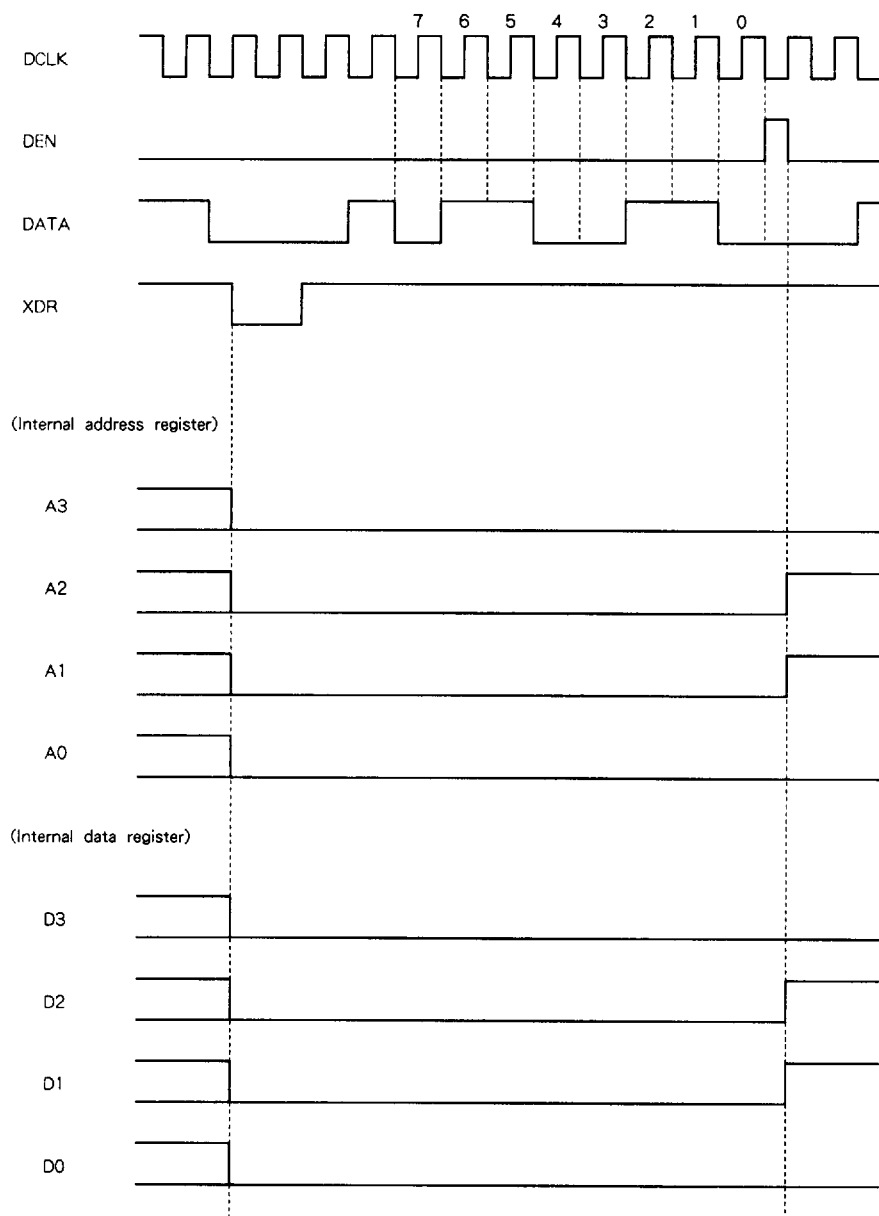 7 6 5 4 3 2 1 0
DCLK
DEN
DATA
XDR
(Internal address register)
A3
A2
A1
A0
(Internal data register)
D3
D2
D1
D0